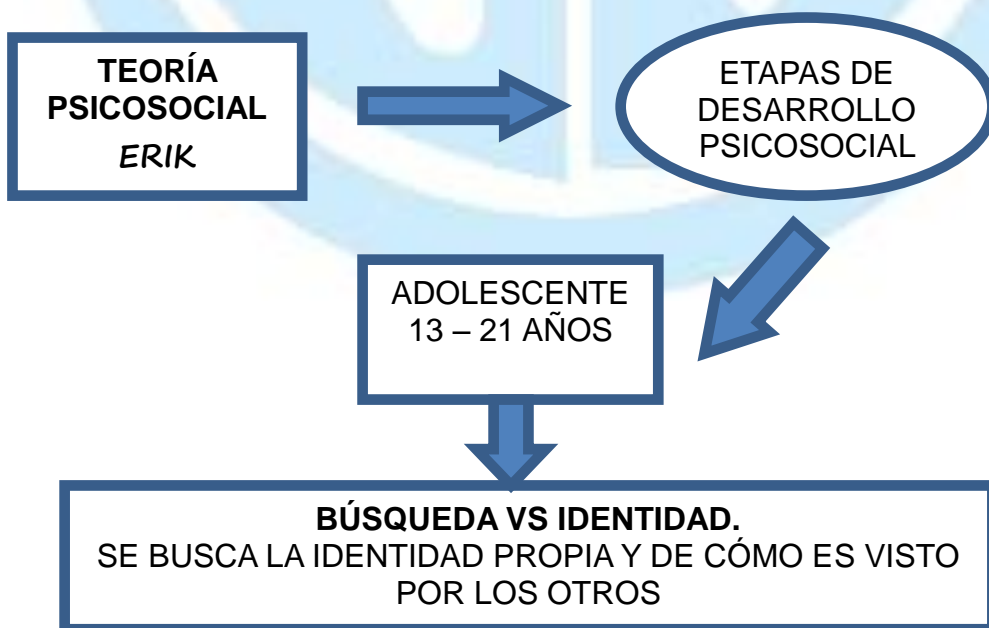 TEORÍA
PSICOSOCIAL
ERIK
ETAPAS DE
DESARROLLO
PSICOSOCIAL
ADOLESCENTE
13 – 21 AÑOS
BÚSQUEDA VS IDENTIDAD.
SE BUSCA LA IDENTIDAD PROPIA Y DE CÓMO ES VISTO
POR LOS OTROS